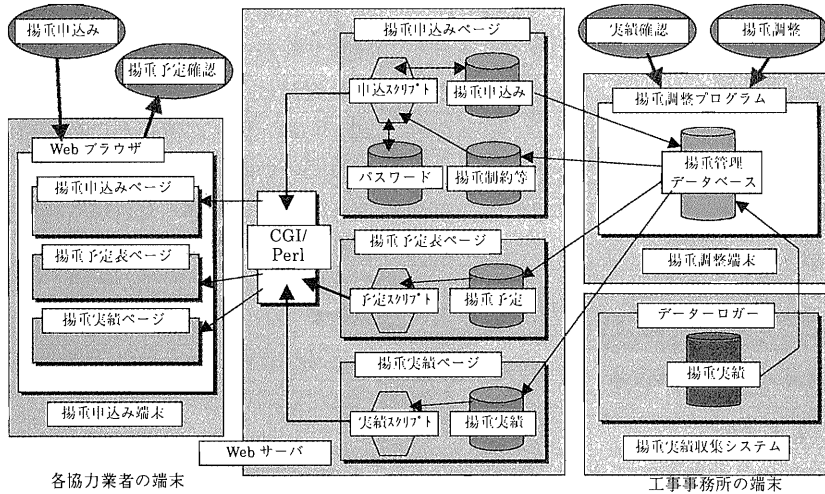 揚重申込み
揚重予定確認
Web ブラウザ
揚重申込みページ
揚重予定表ページ
揚重実績ページ
揚重申込み端末
各協力業者の端末
CGI/
Perl
Web サーバ
揚重申込みページ
申込スクリプト
揚重申込み
パスワード
揚重制約等
揚重予定表ページ
予定スクリプト
揚重予定
揚重実績ページ
実績スクリプト
揚重実績
実績確認
揚重調整
揚重調整プログラム
揚重管理
データベース
揚重調整端末
データーロガー
揚重実績
揚重実績収集システム
工事事務所の端末